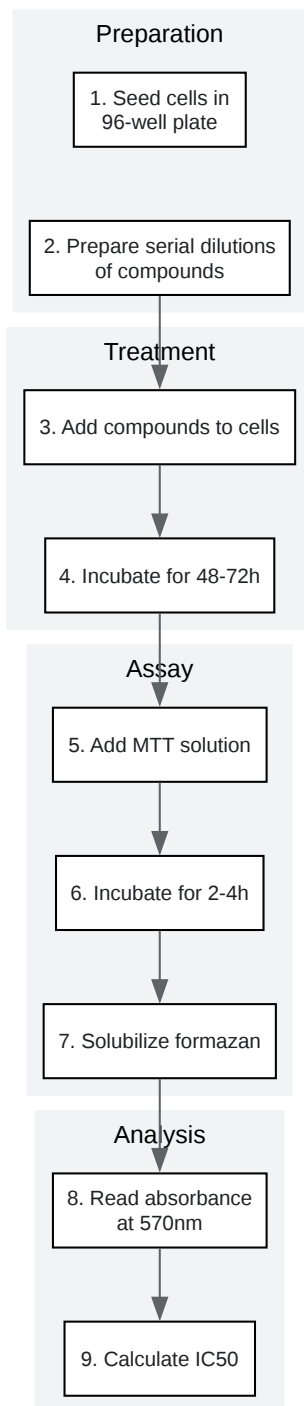 Preparation
1. Seed cells in
96-well plate
2. Prepare serial dilutions
of compounds
Treatment
3. Add compounds to cells
4. Incubate for 48-72h
Assay
5. Add MTT solution
6. Incubate for 2-4h
7. Solubilize formazan
Analysis
8. Read absorbance
at 570nm
9. Calculate IC50